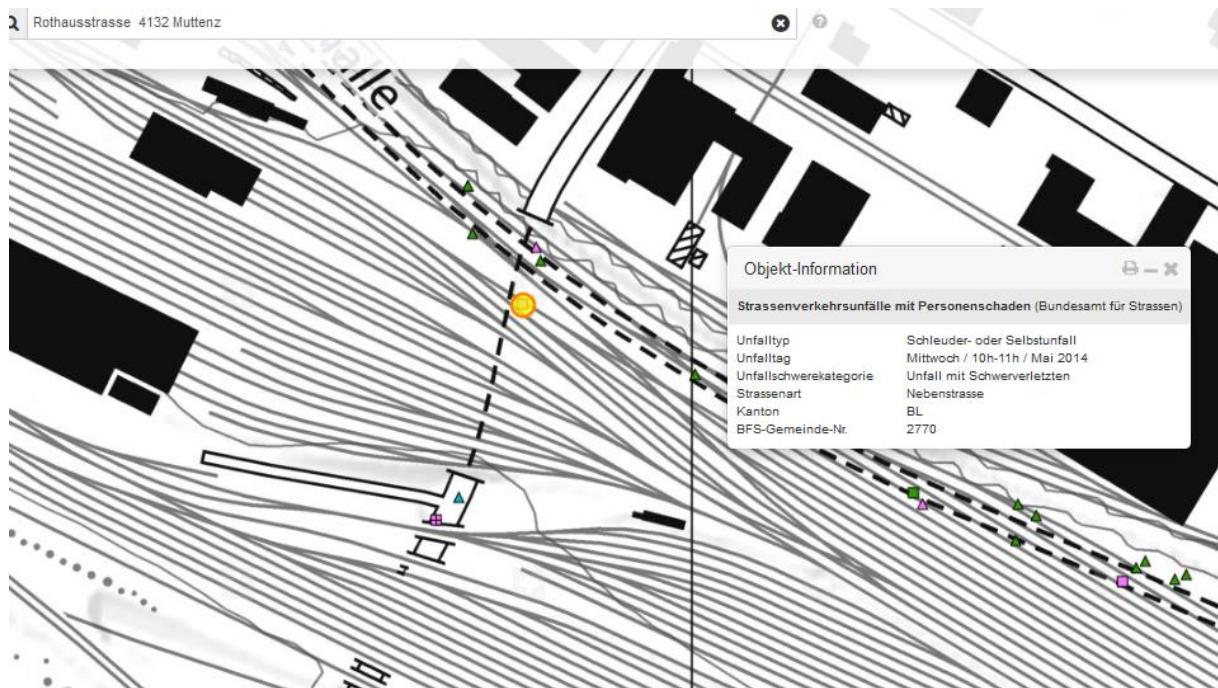 Rothausstrasse 4132 Muttenz
?
alle
Objekt-Information
Strassenverkehrsunfälle mit Personenschaden (Bundesamt für Strassen)
Unfalltyp Schleuder- oder Selbstunfall
Unfalltag Mittwoch / 10h-11h / Mai 2014
Unfallschwerekategorie Unfall mit Schwerverletzten
Strassenart Nebenstrasse
Kanton BL
BFS-Gemeinde-Nr. 2770